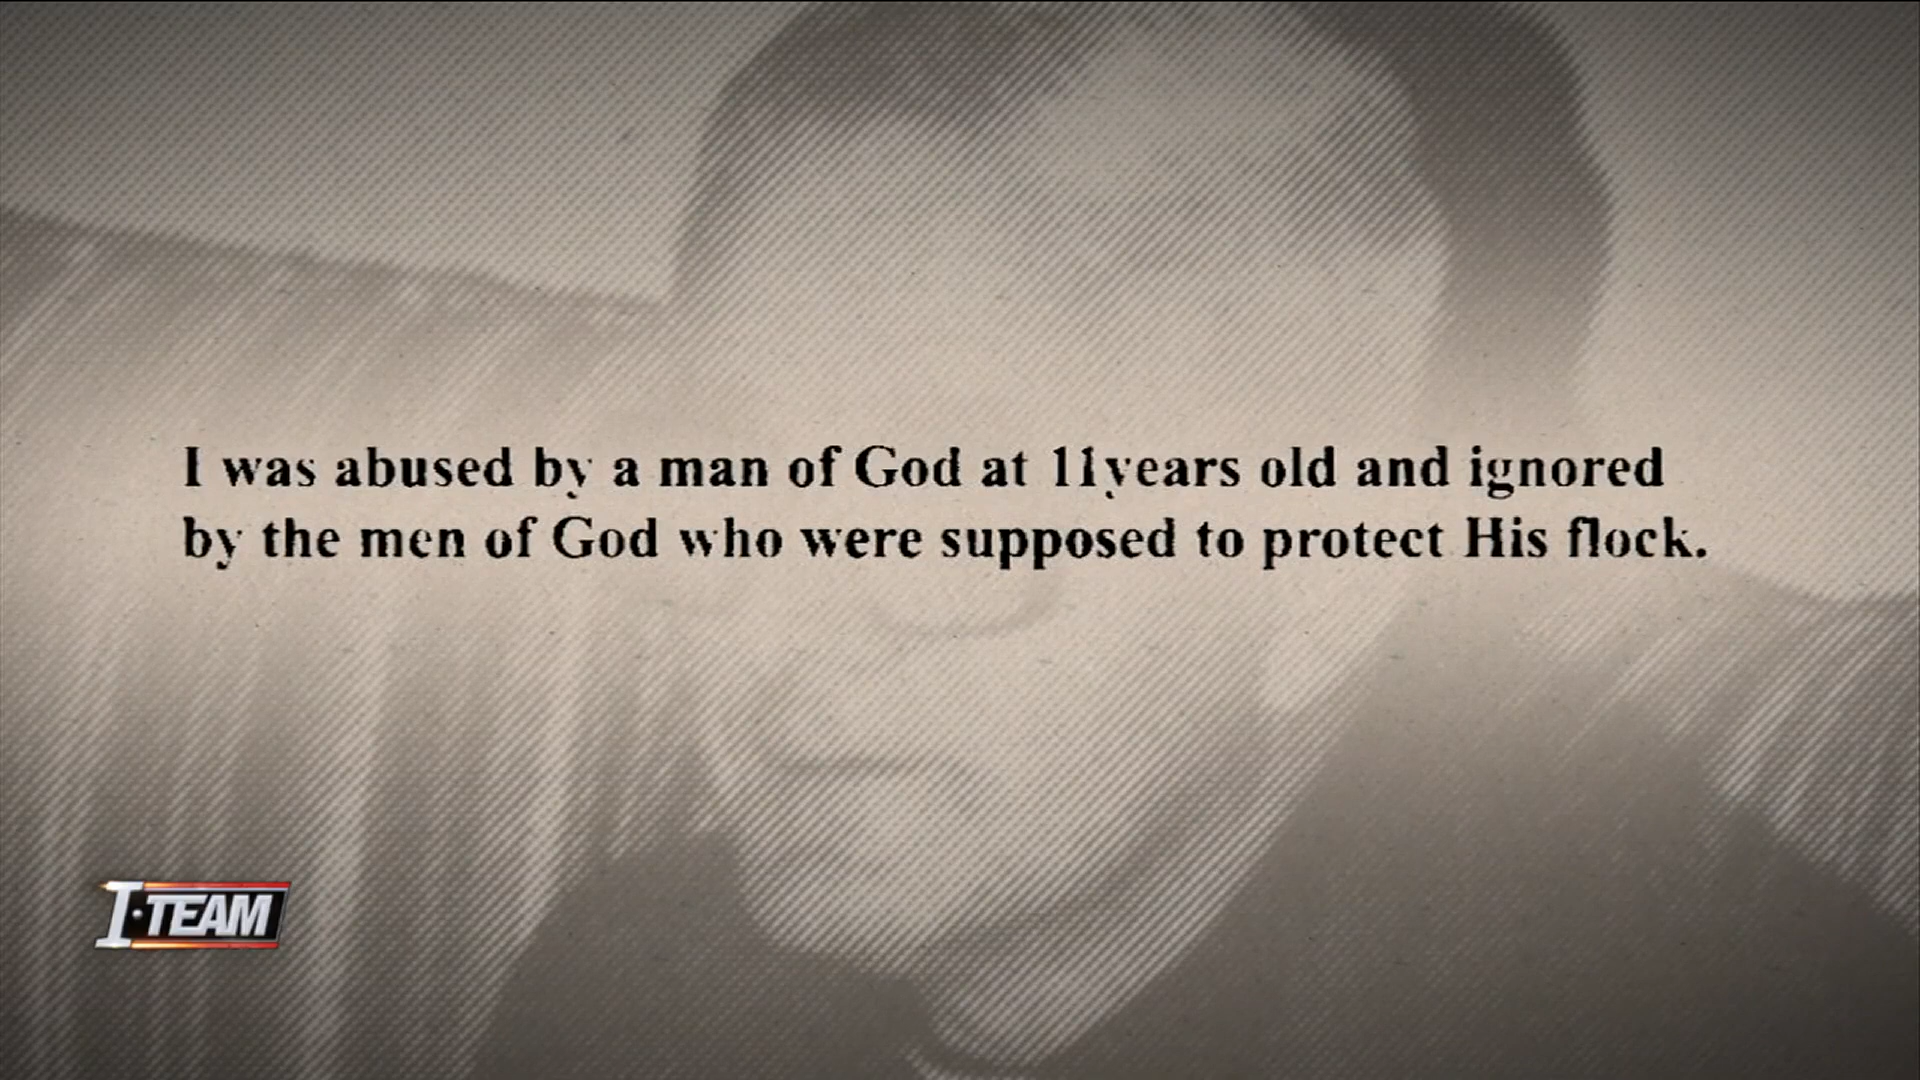 I was abused by a man of God at 11years old and ignored
by the men of God who were supposed to protect His flock.
I·TEAM